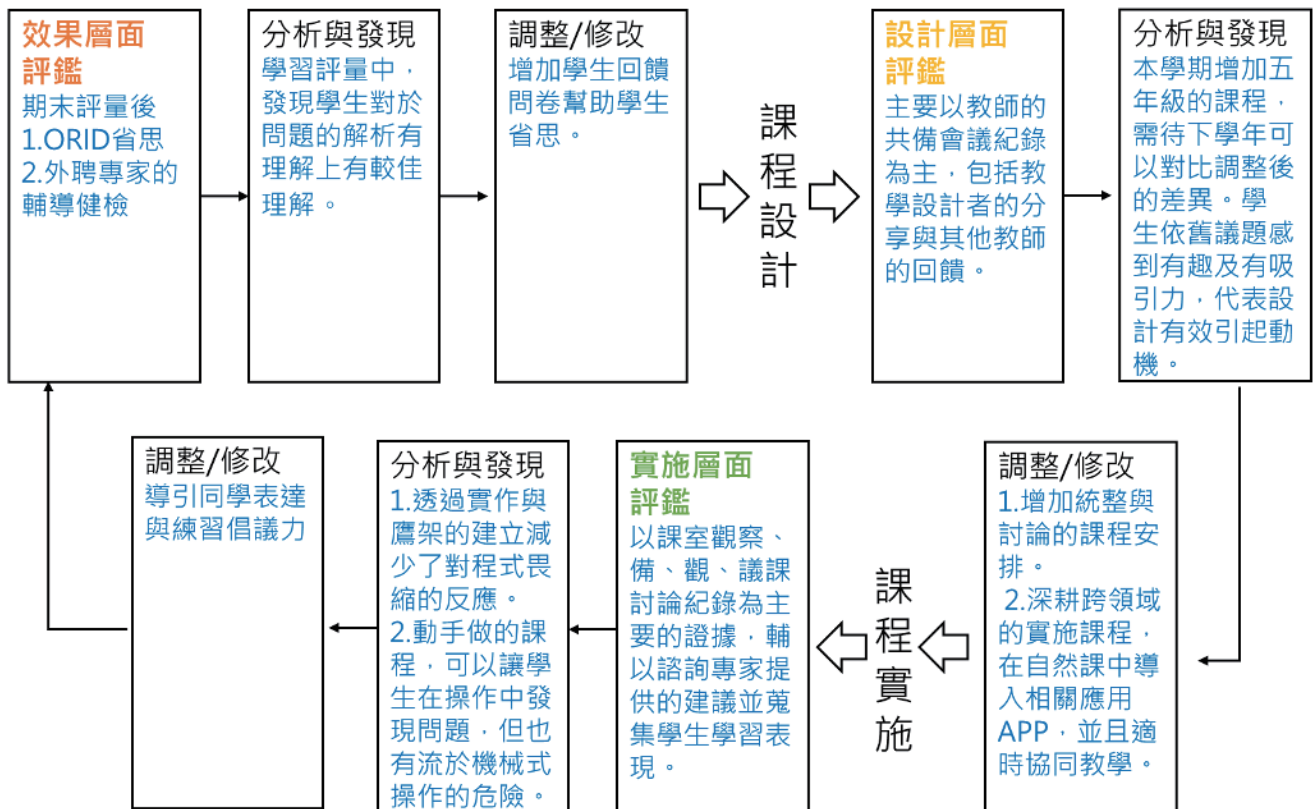 效果層面
評鑑
期末評量後
1.ORID省思
2.外聘專家的
輔導健檢
分析與發現
學習評量中，
發現學生對於
問題的解析有
理解上有較佳
理解。
調整/修改
增加學生回饋
問卷幫助學生
省思。
課
程
設
計
設計層面
評鑑
主要以教師的
共備會議紀錄
為主，包括教
學設計者的分
享與其他教師
的回饋。
分析與發現
本學期增加五
年級的課程，
需待下學年可
以對比調整後
的差異。學
生依舊議題感
到有趣及有吸
引力，代表設
計有效引起動
機。
調整/修改
1.增加統整與
討論的課程安
排。
2.深耕跨領域
的實施課程，
在自然課中導
入相關應用
APP，並且適
時協同教學。
課
程
實
施
實施層面
評鑑
以課室觀察、
備、觀、議課
討論紀錄為主
要的證據，輔
以諮詢專家提
供的建議並蒐
集學生學習表
現。
分析與發現
1.透過實作與
鷹架的建立減
少了對程式畏
縮的反應。
2.動手做的課
程，可以讓學
生在操作中發
現問題，但也
有流於機械式
操作的危險。
調整/修改
導引同學表達
與練習倡議力